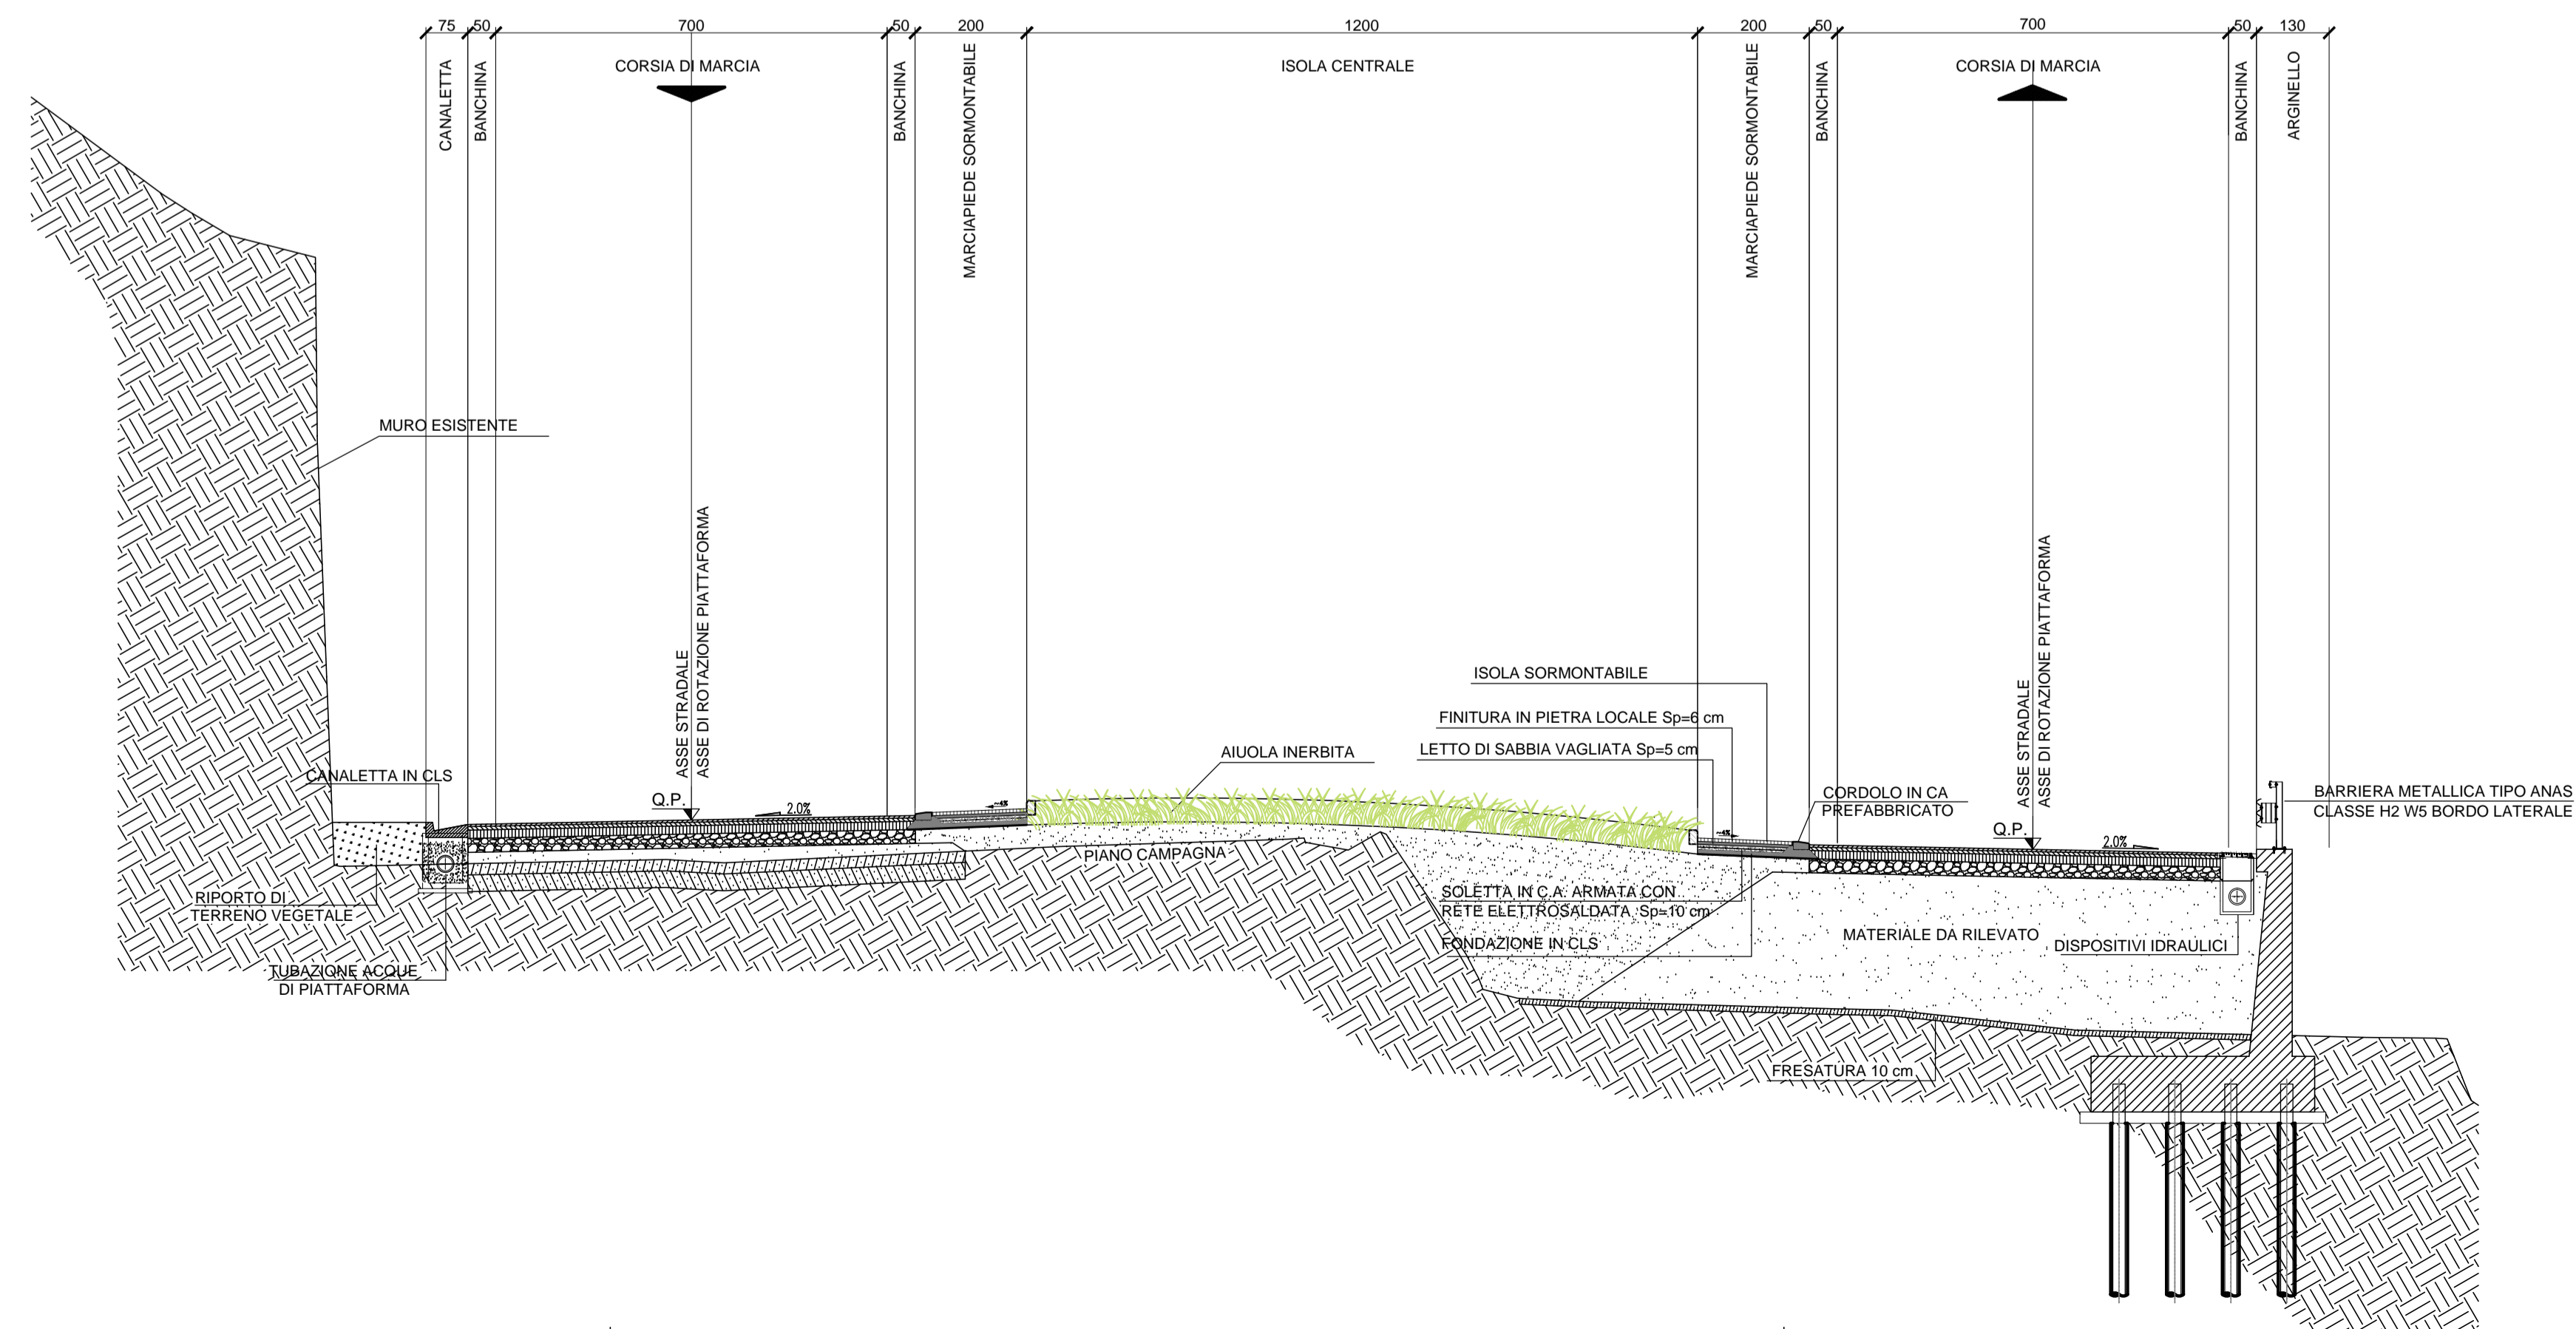 75 50 700 50 200 1200 200 50 700 50 130
CANALETTA
BANCHINA
CORSIA DI MARCIA
BANCHINA
MARCIAPIEDE SORMONTABILE
ISOLA CENTRALE
MARCIAPIEDE SORMONTABILE
BANCHINA
CORSIA DI MARCIA
BANCHINA
ARGINELLO
MURO ESISTENTE
ASSE STRADALE
ASSE DI ROTAZIONE PIATTAFORMA
ASSE STRADALE
ASSE DI ROTAZIONE PIATTAFORMA
ISOLA SORMONTABILE
FINITURA IN PIETRA LOCALE Sp=6 cm
LETTO DI SABBIA VAGLIATA Sp=5 cm
AIUOLA INERBITA
CANALETTA IN CLS
CORDOLO IN CA
PREFABBRICATO
BARRIERA METALLICA TIPO ANAS
CLASSE H2 W5 BORDO LATERALE
Q.P.
2.0%
~4%
~4%
Q.P.
2.0%
PIANO CAMPAGNA
RIPORTO DI
TERRENO VEGETALE
SOLETTA IN C.A. ARMATA CON
RETE ELETTROSALDATA Sp=10 cm
FONDAZIONE IN CLS
MATERIALE DA RILEVATO
DISPOSITIVI IDRAULICI
TUBAZIONE ACQUE
DI PIATTAFORMA
FRESATURA 10 cm